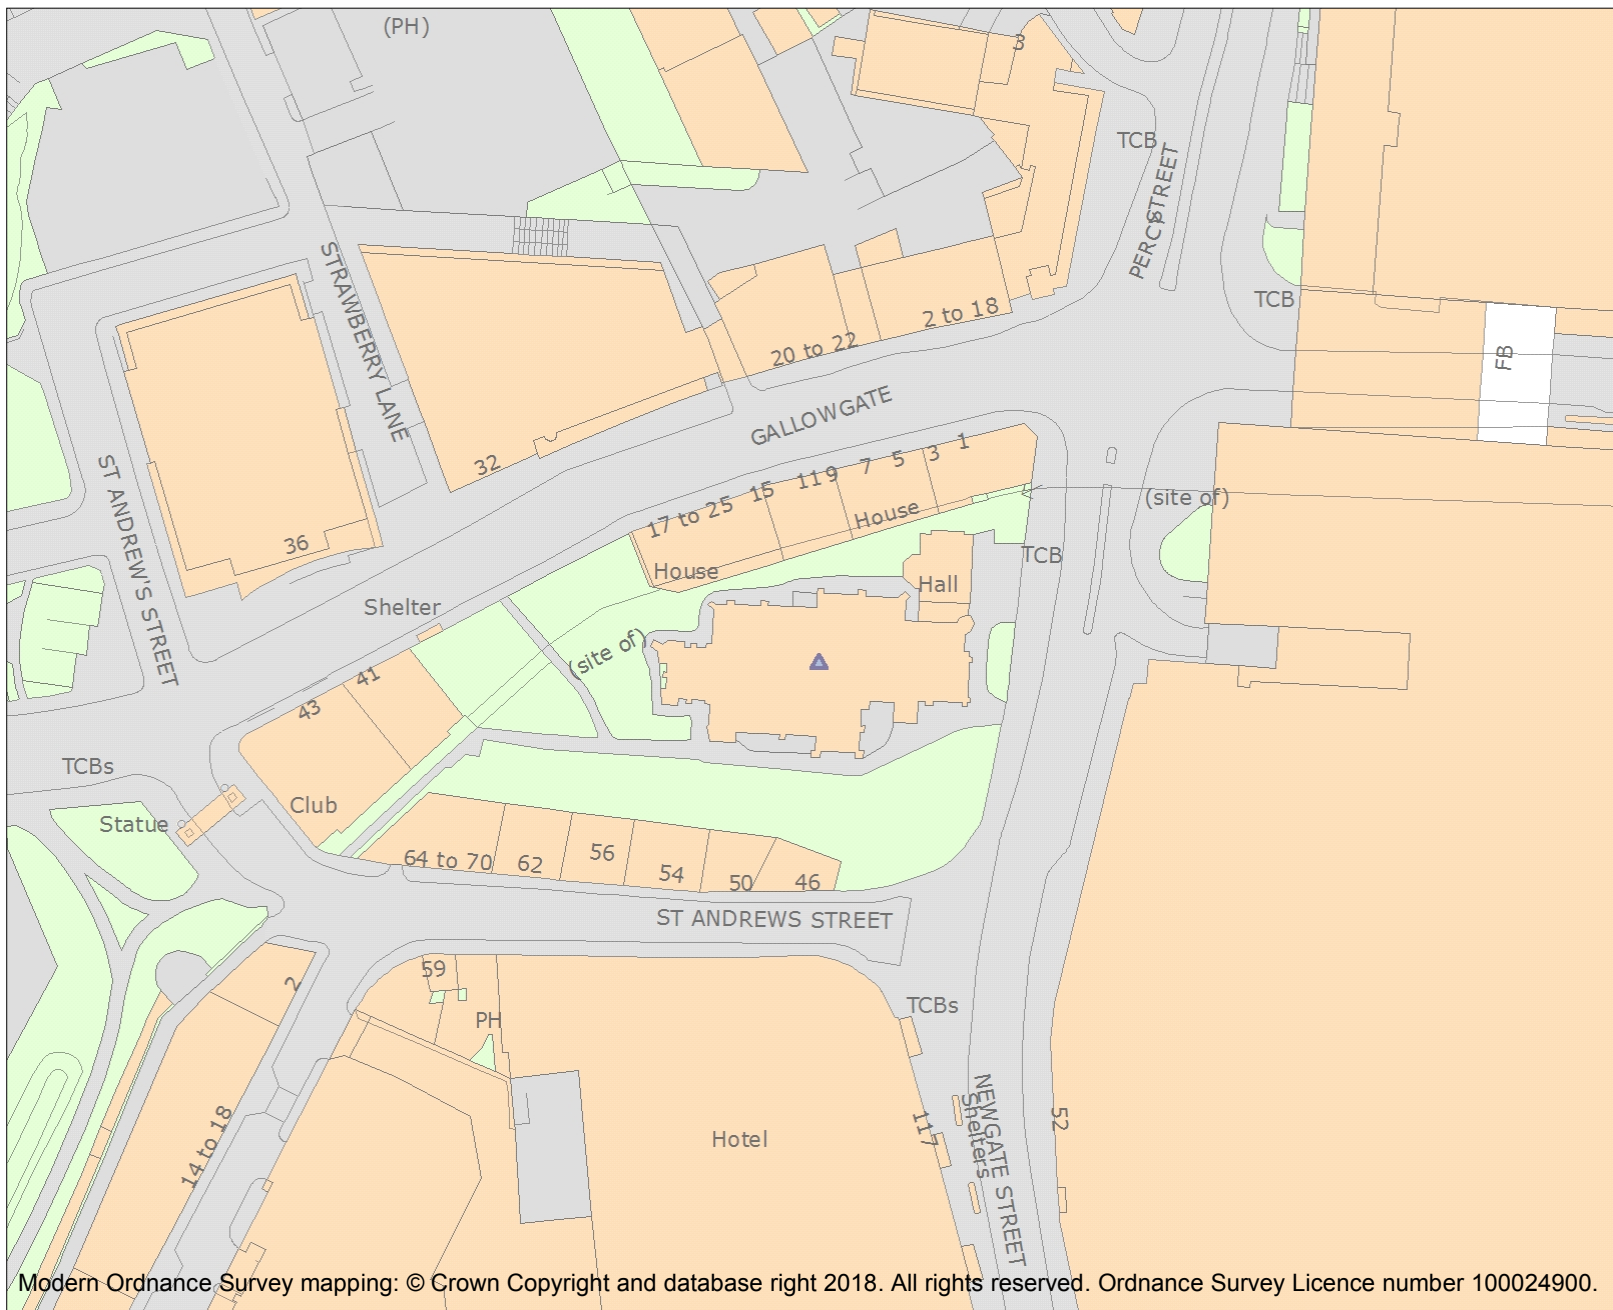 (PH)
3
TCB
PERCY STREET
TCB
FB
STRAWBERRY LANE
2 to 18
20 to 22
GALLOWGATE
32
1
3
5
7
9
11
15
17 to 25
House
House
(site of)
ST ANDREW'S STREET
36
TCB
Hall
Shelter
(site of)
41
43
TCBs
Club
Statue
64 to 70
62
56
54
50
46
ST ANDREWS STREET
59
2
PH
TCBs
14 to 18
Hotel
117
Shelters
NEWGATE STREET
52
Modern Ordnance Survey mapping: © Crown Copyright and database right 2018. All rights reserved. Ordnance Survey Licence number 100024900.